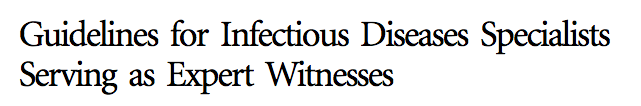 Guidelines for Infectious Diseases Specialists
Serving as Expert Witnesses